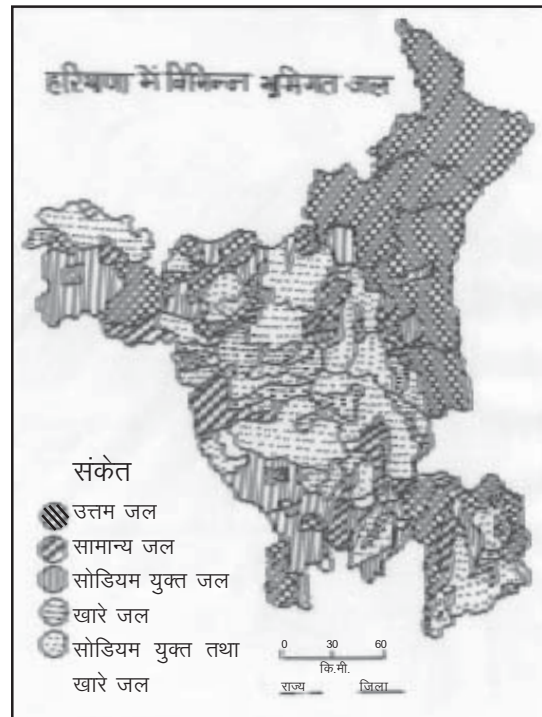 हरियाणा में विभिन्न भूमिगत जल
संकेत
उत्तम जल
सामान्य जल
सोडियम युक्त जल
खारे जल
सोडियम युक्त तथा
खारे जल
0 30 60
कि.मी.
राज्य जिला